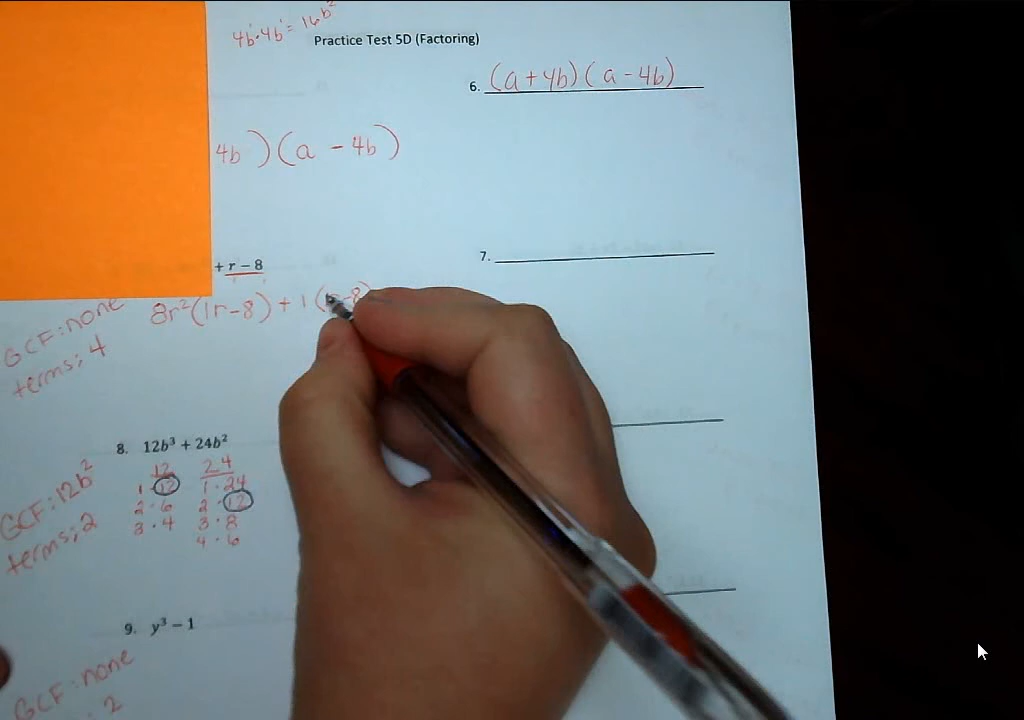 4b·4b = 16b²
Practice Test 5D (Factoring)
6. (a + 4b)(a - 4b)
4b)(a - 4b)
7.
+ r – 8
8r²(1r-8) + 1(r-8)
GCF: none
terms: 4
8. 12b³ + 24b²
12 24
1 · 12 1 · 24
2 · 6 2 · 12
3 · 4 3 · 8
4 · 6
GCF: 12b²
terms: 2
9. y³ – 1
GCF: none
: 2